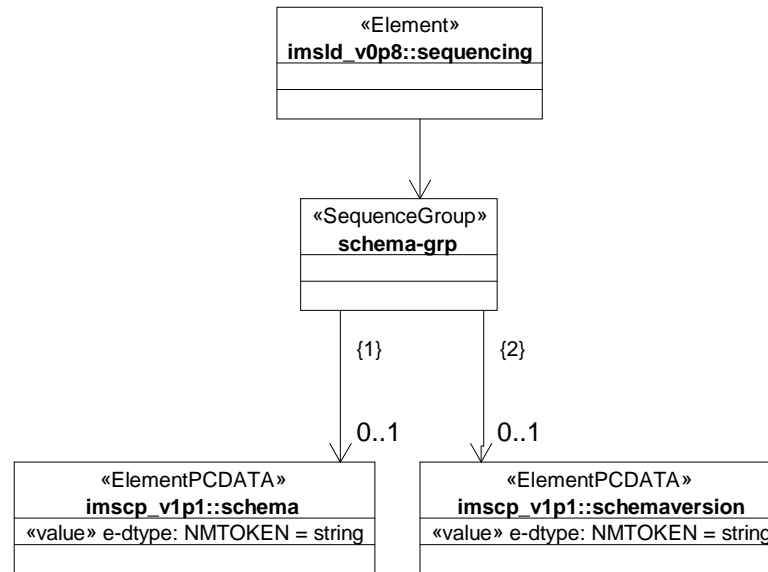 «Element»
imsld_v0p8::sequencing
«SequenceGroup»
schema-grp
{1}
{2}
0..1
0..1
«ElementPCDATA»
imscp_v1p1::schema
«value» e-dtype: NMTOKEN = string
«ElementPCDATA»
imscp_v1p1::schemaversion
«value» e-dtype: NMTOKEN = string